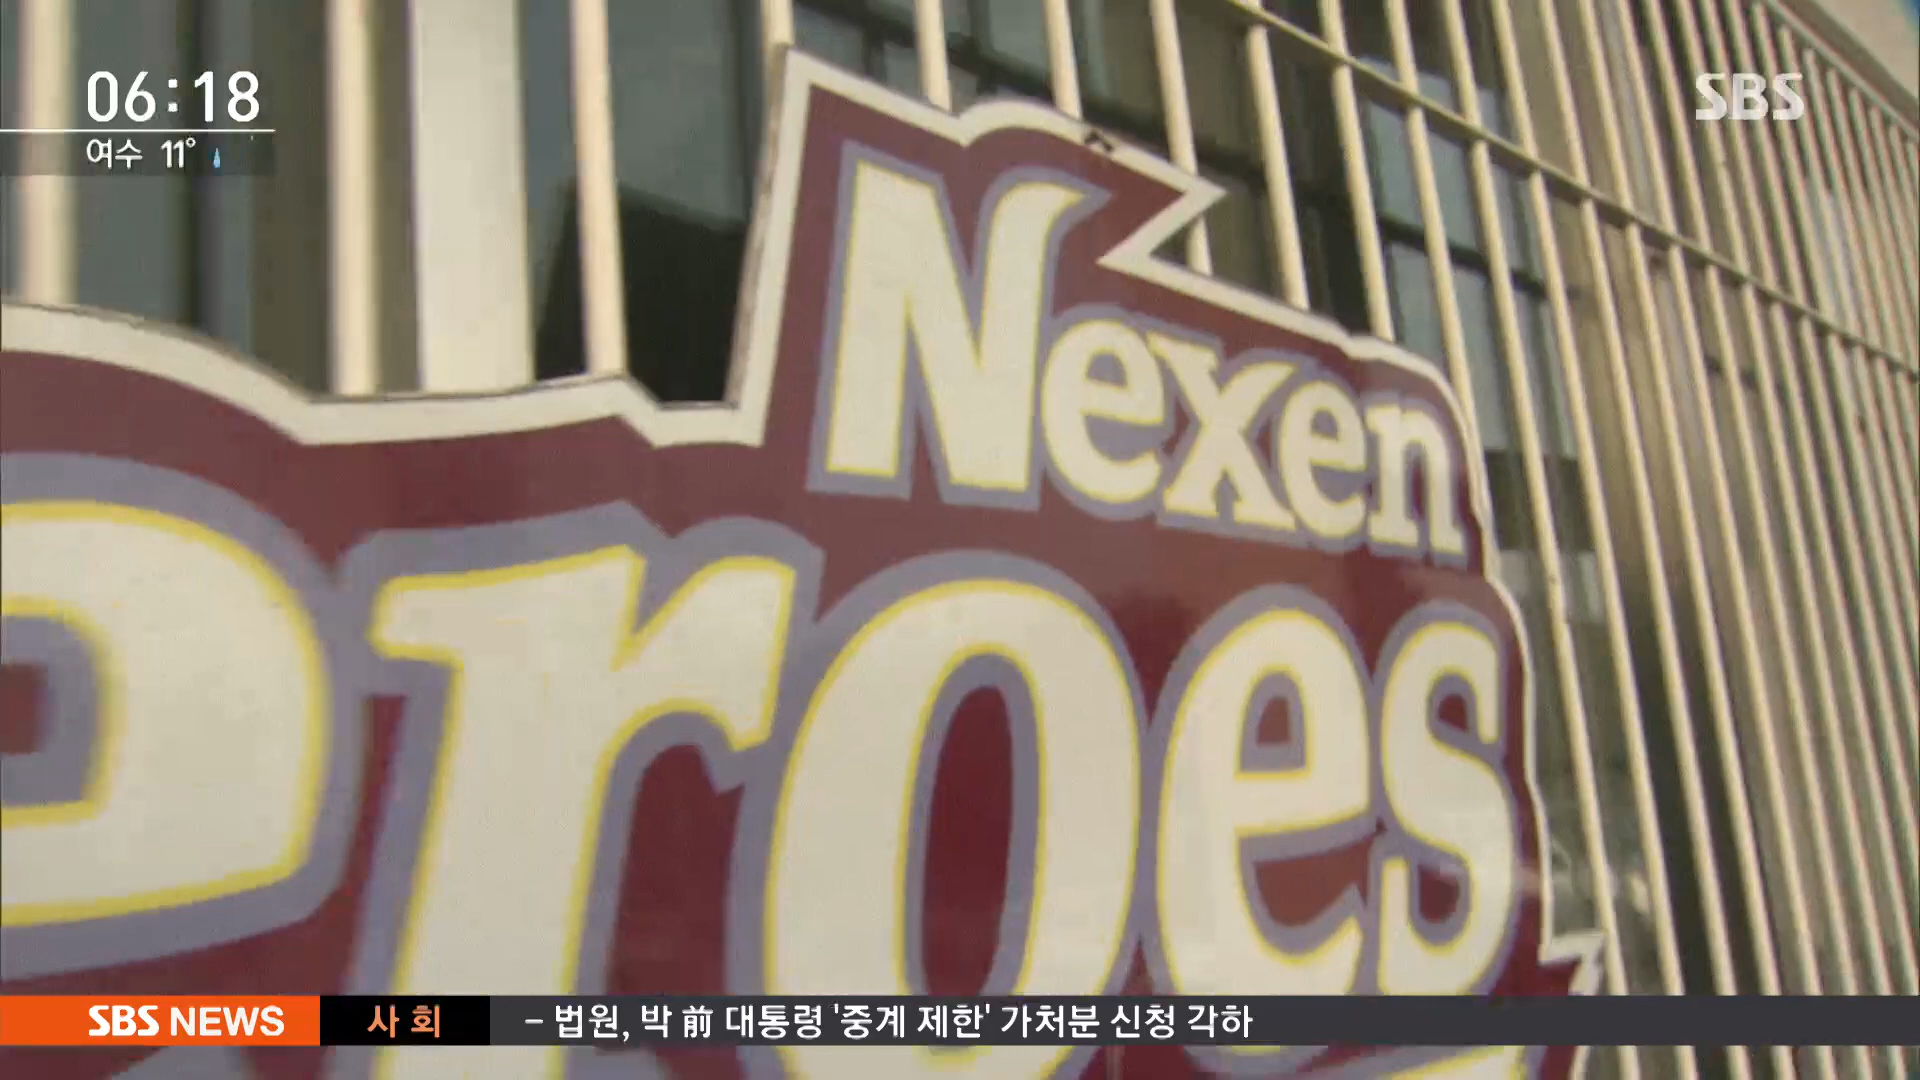 06:18
SBS
여수 11°
Nexen
eroes
SBS NEWS 사회 - 법원, 박 前 대통령 '중계 제한' 가처분 신청 각하